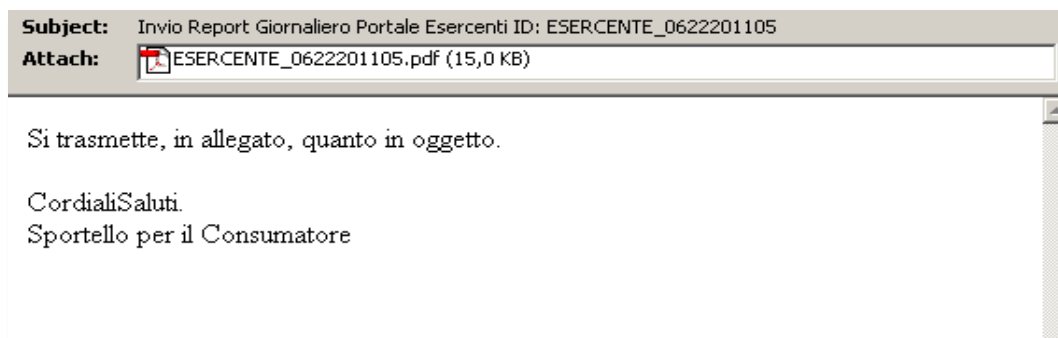 Subject: Invio Report Giornaliero Portale Esercenti ID: ESERCENTE_0622201105
Attach: ESERCENTE_0622201105.pdf (15,0 KB)
Si trasmette, in allegato, quanto in oggetto.
CordialiSaluti.
Sportello per il Consumatore